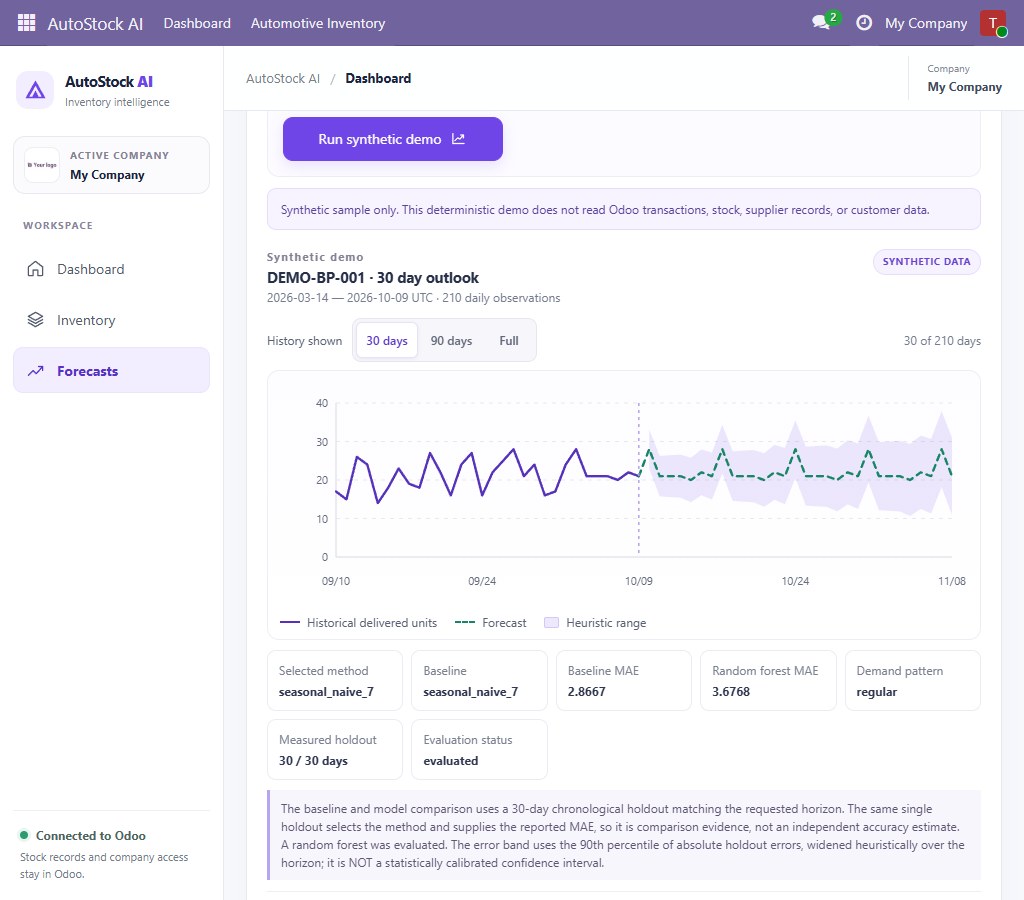 AutoStock AI
Dashboard
Automotive Inventory
2
My Company
T
AutoStock AI
Inventory intelligence
AutoStock AI / Dashboard
Company
My Company
Your logo
ACTIVE COMPANY
My Company
WORKSPACE
Dashboard
Inventory
Forecasts
Connected to Odoo
Stock records and company access
stay in Odoo.
Run synthetic demo
Synthetic sample only. This deterministic demo does not read Odoo transactions, stock, supplier records, or customer data.
Synthetic demo
SYNTHETIC DATA
DEMO-BP-001 · 30 day outlook
2026-03-14 — 2026-10-09 UTC · 210 daily observations
History shown
30 days
90 days
Full
30 of 210 days
40
30
20
10
0
09/10
09/24
10/09
10/24
11/08
Historical delivered units
Forecast
Heuristic range
Selected method
seasonal_naive_7
Baseline
seasonal_naive_7
Baseline MAE
2.8667
Random forest MAE
3.6768
Demand pattern
regular
Measured holdout
30 / 30 days
Evaluation status
evaluated
The baseline and model comparison uses a 30-day chronological holdout matching the requested horizon. The same single
holdout selects the method and supplies the reported MAE, so it is comparison evidence, not an independent accuracy estimate.
A random forest was evaluated. The error band uses the 90th percentile of absolute holdout errors, widened heuristically over the
horizon; it is NOT a statistically calibrated confidence interval.